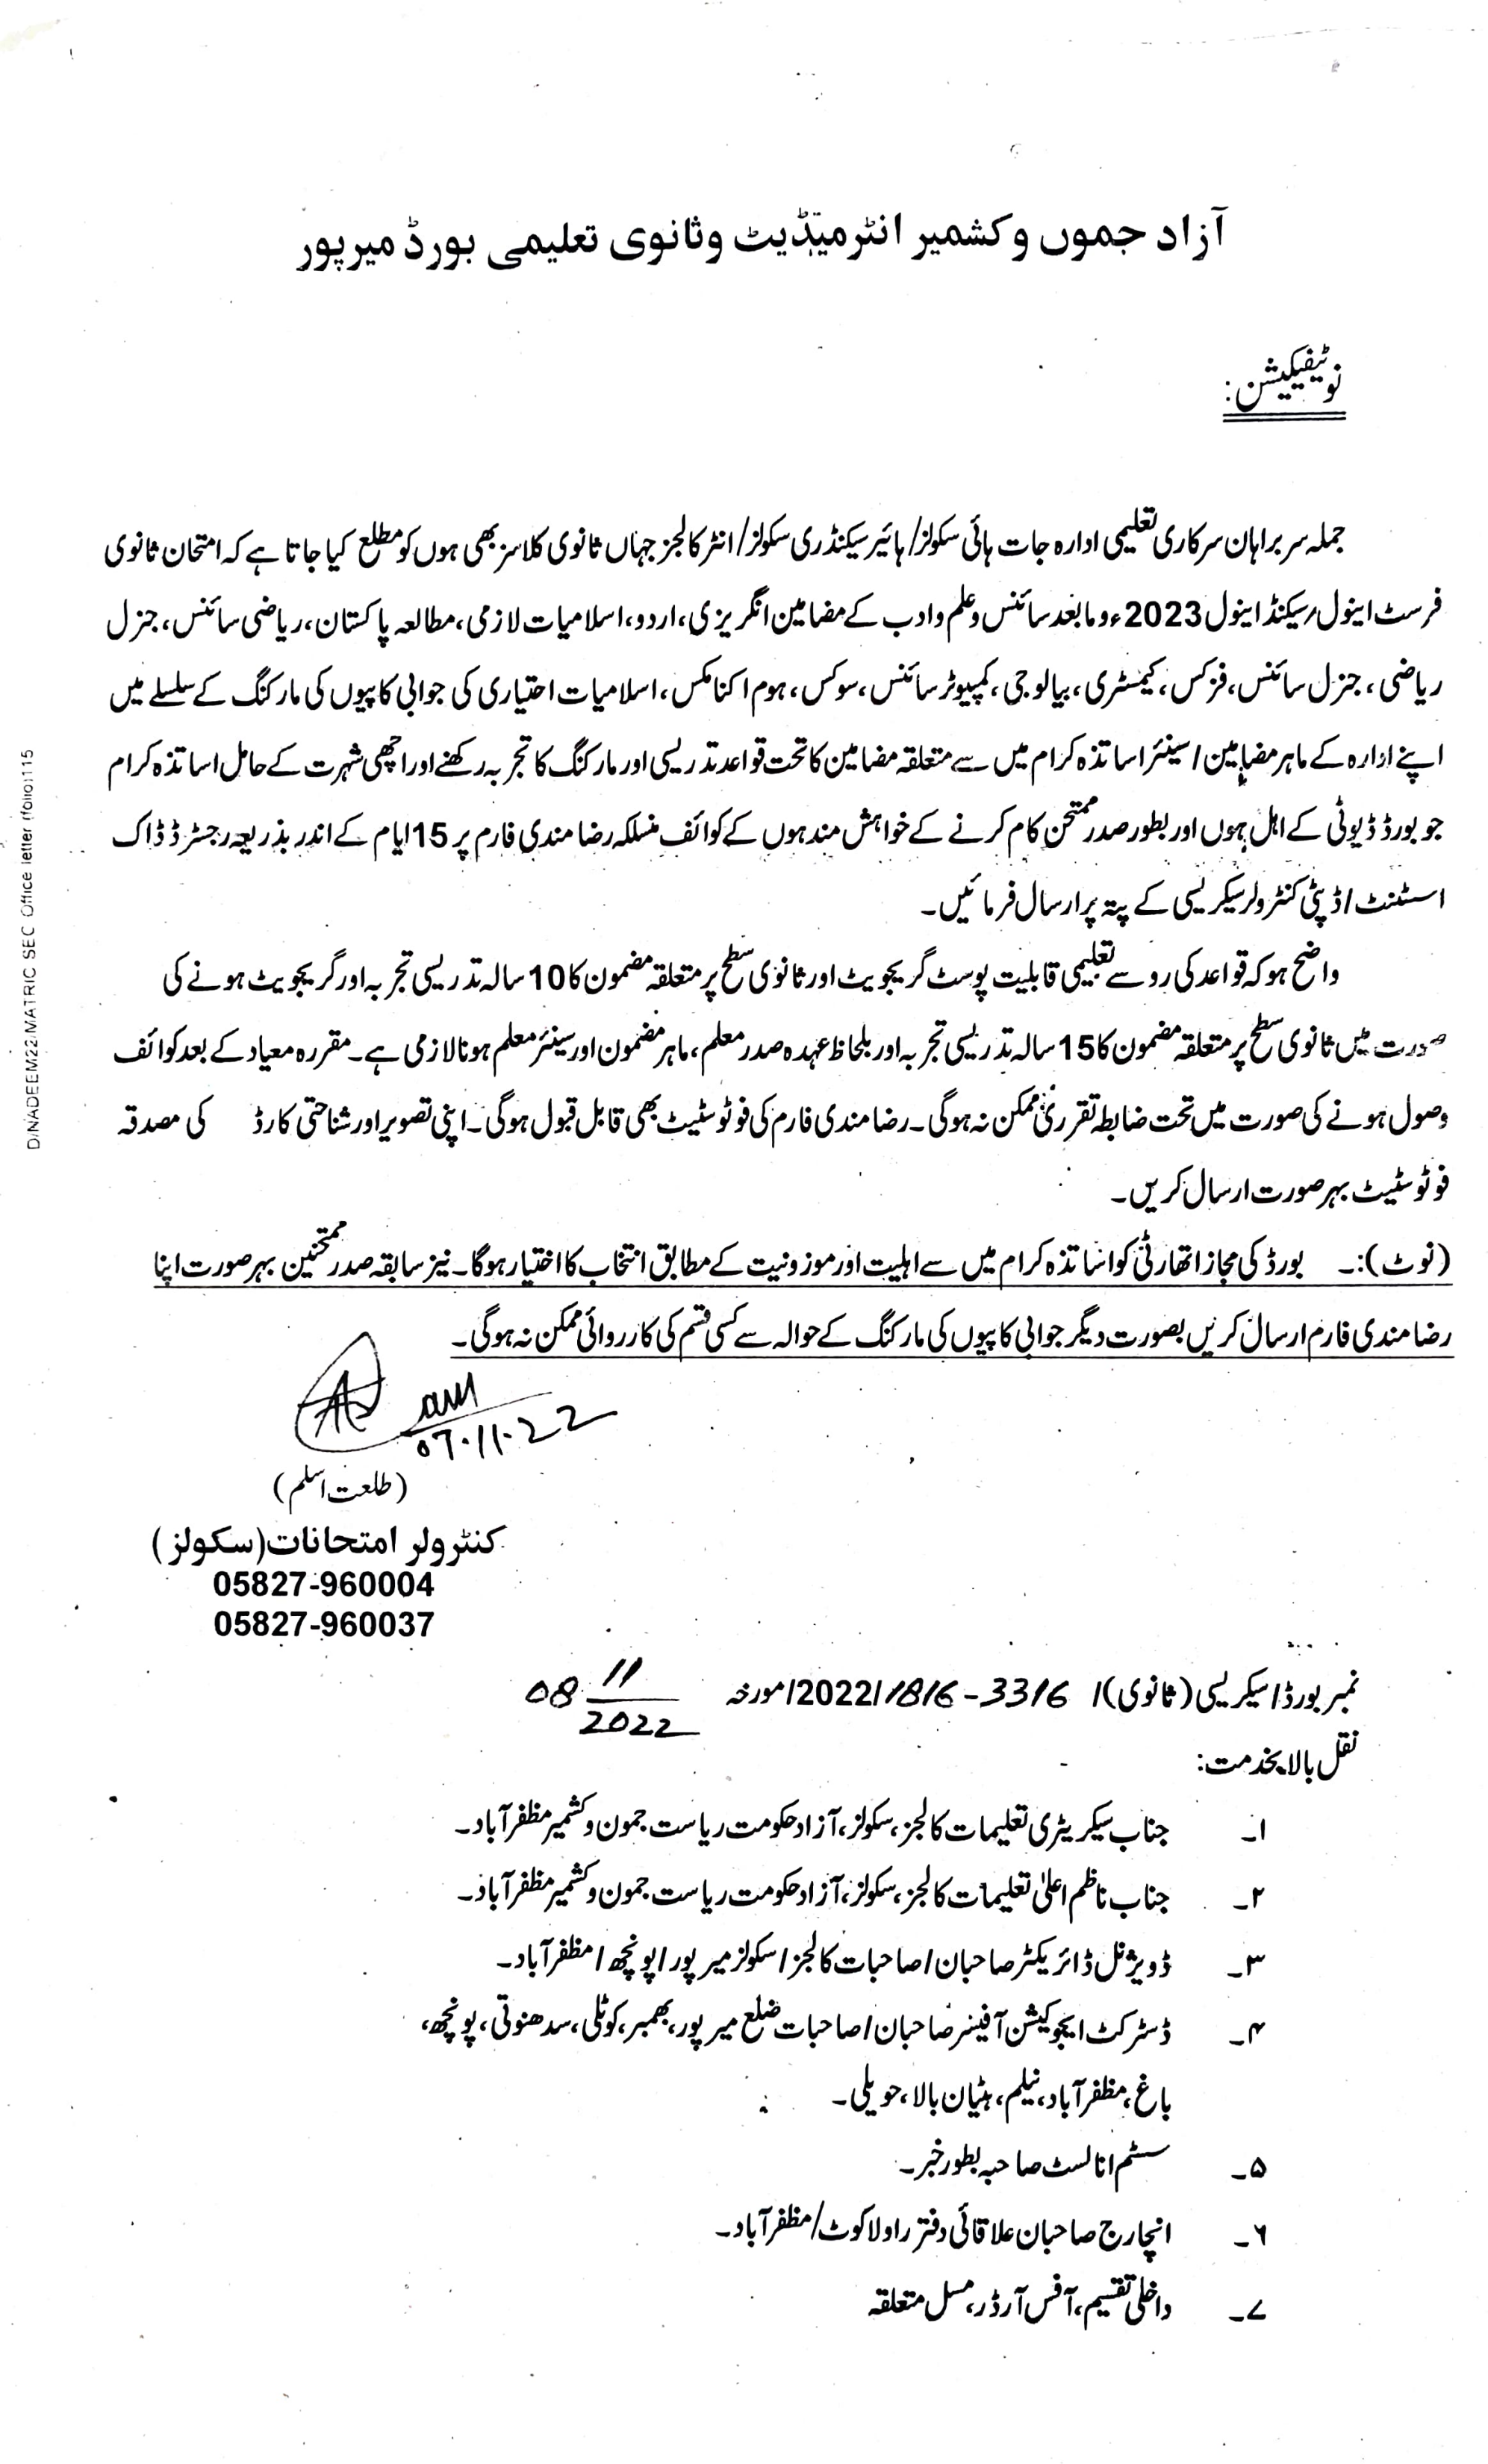 آزاد جموں وکشمیر انٹرمیڈیٹ وثانوی تعلیمی بورڈ میرپور
نوٹیفیکیشن:
جملہ سربراہان سرکاری تعلیمی ادارہ جات ہائی سکولز/ہائیر سیکنڈری سکولز/انٹر کالجز جہاں ثانوی کلاسز بھی ہوں کو مطلع کیا جاتا ہے کہ امتحان ثانوی
فرسٹ اینول/سیکنڈ اینول 2023ء و مابعد سائنس و علم و ادب کے مضامین انگریزی، اردو، اسلامیات لازمی، مطالعہ پاکستان، ریاضی سائنس، جنرل
ریاضی، جنرل سائنس، فزکس، کیمسٹری، بیالوجی، کمپیوٹر سائنس، سوکس، ہوم اکنامکس، اسلامیات اختیاری کی جوابی کاپیوں کی مارکنگ کے سلسلے میں
اپنے ادارہ کے ماہر مضامین/سینئر اساتذہ کرام میں سے متعلقہ مضامین کا تحت قواعد تدریسی اور مارکنگ کا تجربہ رکھنے اور اچھی شہرت کے حامل اساتذہ کرام
جو بورڈ ڈیوٹی کے اہل ہوں اور بطور صدر ممتحن کام کرنے کے خواہش مند ہوں کے کوائف منسلکہ رضامندی فارم پر 15 ایام کے اندر بذریعہ رجسٹرڈ ڈاک
اسسٹنٹ/ڈپٹی کنٹرولر سیکریسی کے پتہ پر ارسال فرمائیں۔
واضح ہو کہ قواعد کی رو سے تعلیمی قابلیت پوسٹ گریجویٹ اور ثانوی سطح پر متعلقہ مضمون کا 10 سالہ تدریسی تجربہ اور گریجویٹ ہونے کی
صورت میں ثانوی سطح پر متعلقہ مضمون کا 15 سالہ تدریسی تجربہ اور بلحاظ عہدہ صدر معلم، ماہر مضمون اور سینئر معلم ہونا لازمی ہے۔ مقررہ معیاد کے بعد کوائف
وصول ہونے کی صورت میں تحت ضابطہ تقرری ممکن نہ ہوگی۔ رضامندی فارم کی فوٹو سٹیٹ بھی قابل قبول ہوگی۔ اپنی تصویر اور شناختی کارڈ کی مصدقہ
فوٹو سٹیٹ بہر صورت ارسال کریں۔
(نوٹ):۔ بورڈ کی مجاز اتھارٹی کو اساتذہ کرام میں سے اہلیت اور موزونیت کے مطابق انتخاب کا اختیار ہوگا۔ نیز سابقہ صدر ممتحنین بہر صورت اپنا
رضامندی فارم ارسال کریں بصورت دیگر جوابی کاپیوں کی مارکنگ کے حوالہ سے کسی قسم کی کارروائی ممکن نہ ہوگی۔
07.11.22
(طلعت اسلم)
کنٹرولر امتحانات(سکولز)
05827-960004
05827-960037
نمبر بورڈ/سیکریسی(ثانوی)/ 1816-3316/2022/مورخہ 08 11/2022
نقل بالا بخدمت:
۱۔ جناب سیکریٹری تعلیمات کالجز، سکولز، آزاد حکومت ریاست جموں و کشمیر مظفرآباد۔
۲۔ جناب ناظم اعلیٰ تعلیمات کالجز، سکولز، آزاد حکومت ریاست جموں و کشمیر مظفرآباد۔
۳۔ ڈویژنل ڈائریکٹر صاحبان/صاحبات کالجز/سکولز میرپور/پونچھ/مظفرآباد۔
۴۔ ڈسٹرکٹ ایجوکیشن آفیسر صاحبان/صاحبات ضلع میرپور، بھمبر، کوٹلی، سدھنوتی، پونچھ،
باغ، مظفرآباد، نیلم، ہٹیاں بالا، حویلی۔
۵۔ سسٹم انالسٹ صاحبہ بطور خبر۔
۶۔ انچارج صاحبان علاقائی دفتر راولاکوٹ/مظفرآباد۔
۷۔ داخلی تقسیم، آفس آرڈر، مسل متعلقہ
D:\NADEEM22\MATRIC SEC Office letter (folio)115